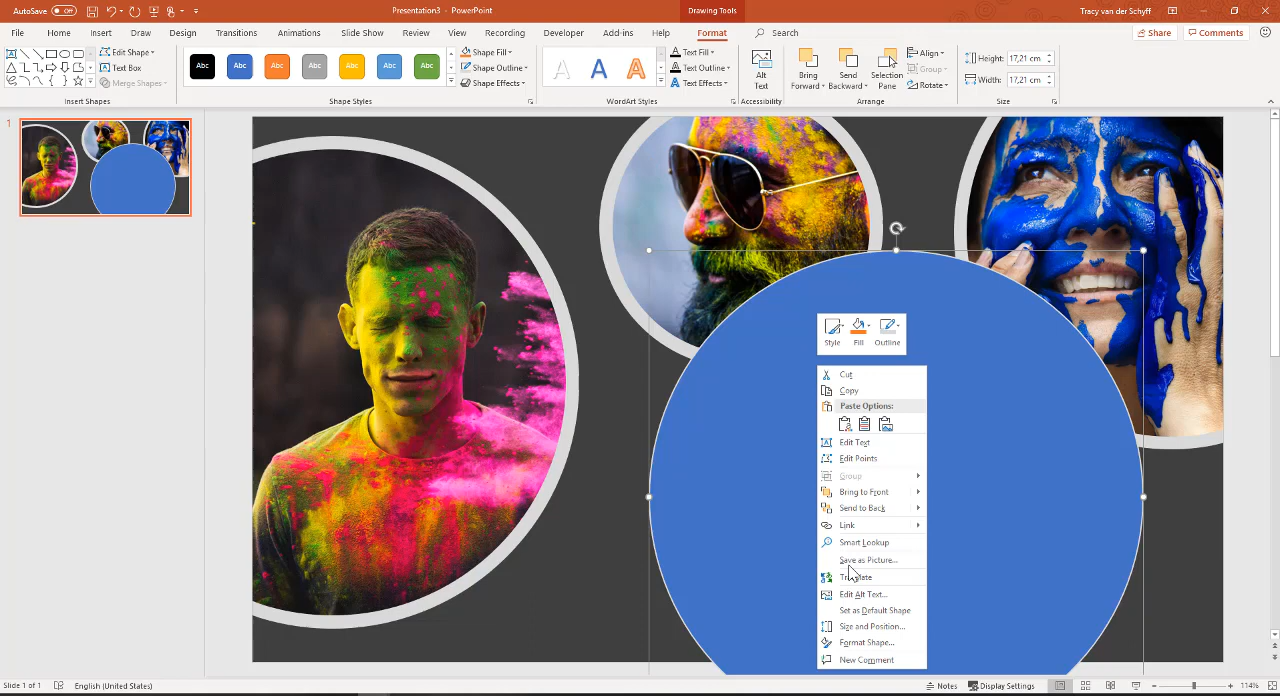 AutoSave Off Presentation3 - PowerPoint Drawing Tools Tracy van der Schyff
File Home Insert Draw Design Transitions Animations Slide Show Review View Recording Developer Add-ins Help Format Search Share Comments
Edit Shape
Text Box
Merge Shapes
Insert Shapes
Abc Abc Abc Abc Abc Abc Abc
Shape Fill
Shape Outline
Shape Effects
Shape Styles
A A A
Text Fill
Text Outline
Text Effects
WordArt Styles
Alt Text
Accessibility
Bring Forward
Send Backward
Selection Pane
Align
Group
Rotate
Arrange
Height: 17,21 cm
Width: 17,21 cm
Size
1
Style Fill Outline
Cut
Copy
Paste Options:
Edit Text
Edit Points
Group
Bring to Front
Send to Back
Link
Smart Lookup
Save as Picture...
Translate
Edit Alt Text...
Set as Default Shape
Size and Position...
Format Shape...
New Comment
Slide 1 of 1 English (United States) Notes Display Settings 114%